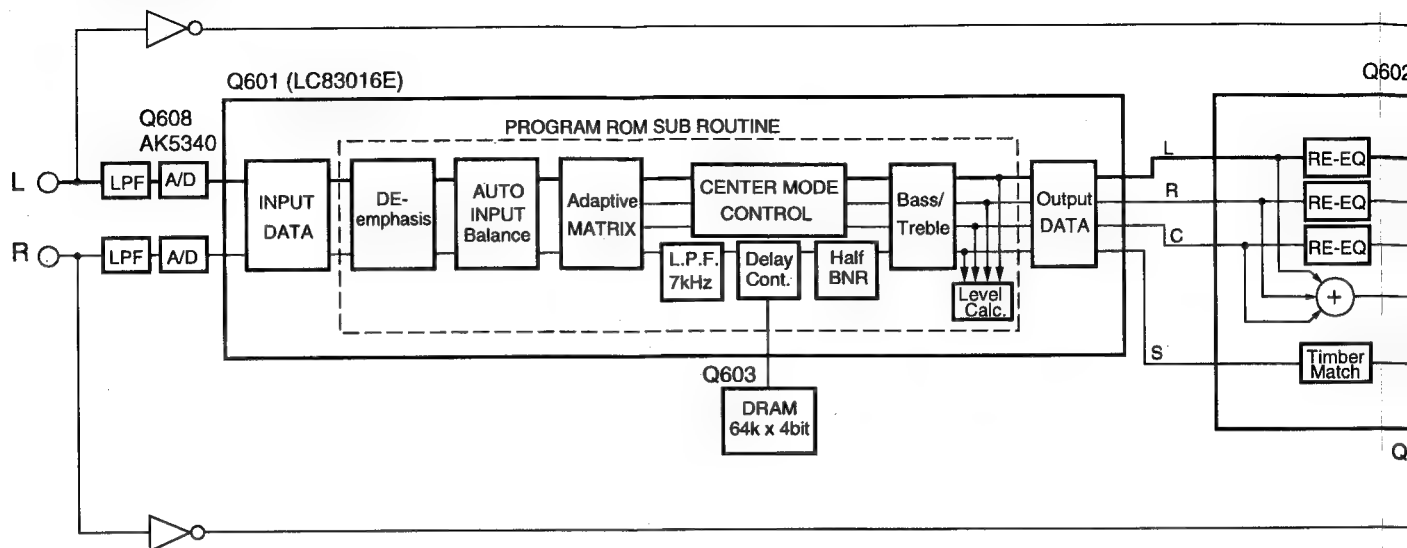 Q601 (LC83016E)
Q602
Q608
AK5340
PROGRAM ROM SUB ROUTINE
L
LPF
A/D
INPUT
DATA
DE-
emphasis
AUTO
INPUT
Balance
Adaptive
MATRIX
CENTER MODE
CONTROL
Bass/
Treble
Output
DATA
L
R
C
S
RE-EQ
RE-EQ
RE-EQ
R
LPF
A/D
L.P.F.
7kHz
Delay
Cont.
Half
BNR
Level
Calc.
+
Timber
Match
Q603
DRAM
64k x 4bit
Q